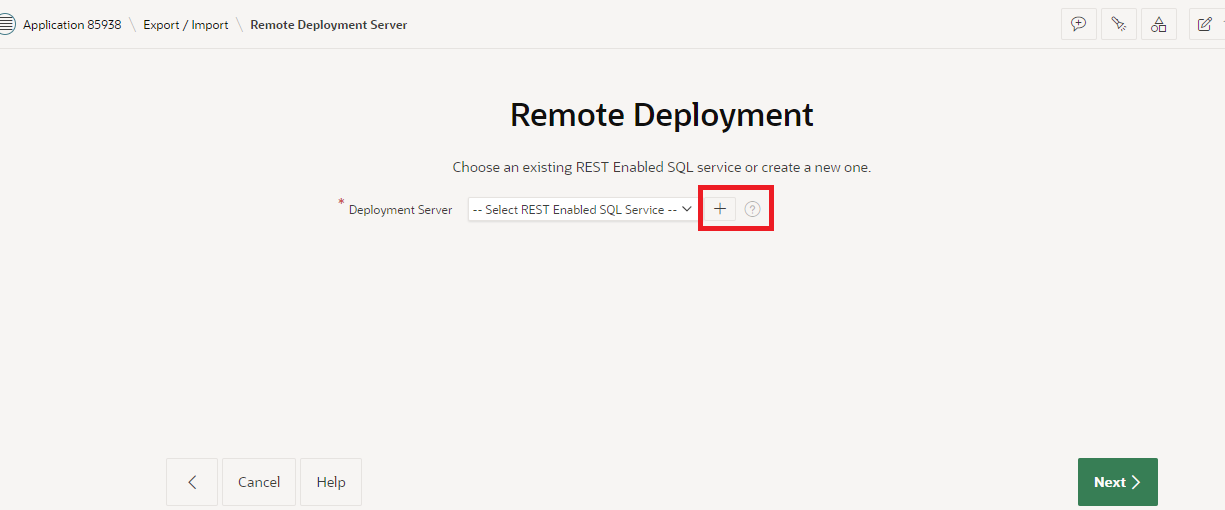 Application 85938 \ Export / Import \ Remote Deployment Server
Remote Deployment
Choose an existing REST Enabled SQL service or create a new one.
* Deployment Server -- Select REST Enabled SQL Service -- + ?
Cancel Help Next